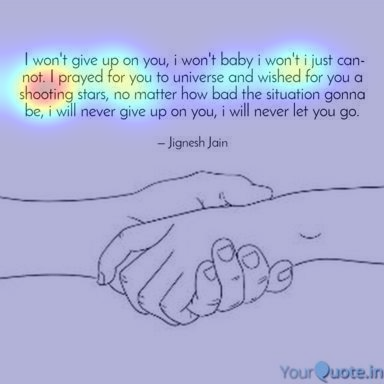 I won't give up on you, i won't baby i won't i just can-
not. I prayed for you to universe and wished for you a
shooting stars, no matter how bad the situation gonna
be, i will never give up on you, i will never let you go.
– Jignesh Jain
YourQuote.in